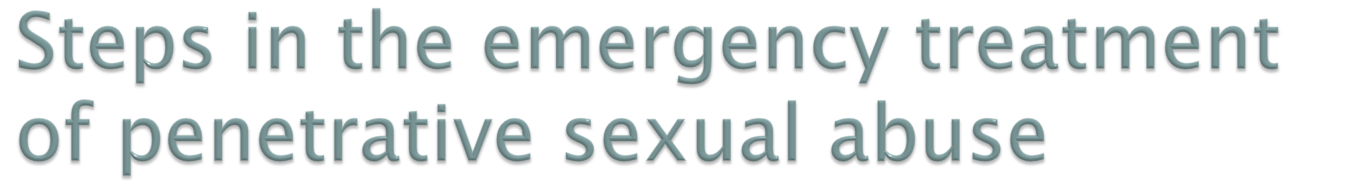 Steps in the emergency treatment
of penetrative sexual abuse